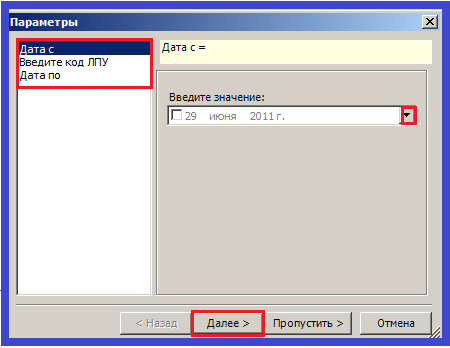 Параметры
Дата с
Введите код ЛПУ
Дата по
Дата с =
Введите значение:
29 июня 2011 г.
< Назад
Далее >
Пропустить >
Отмена